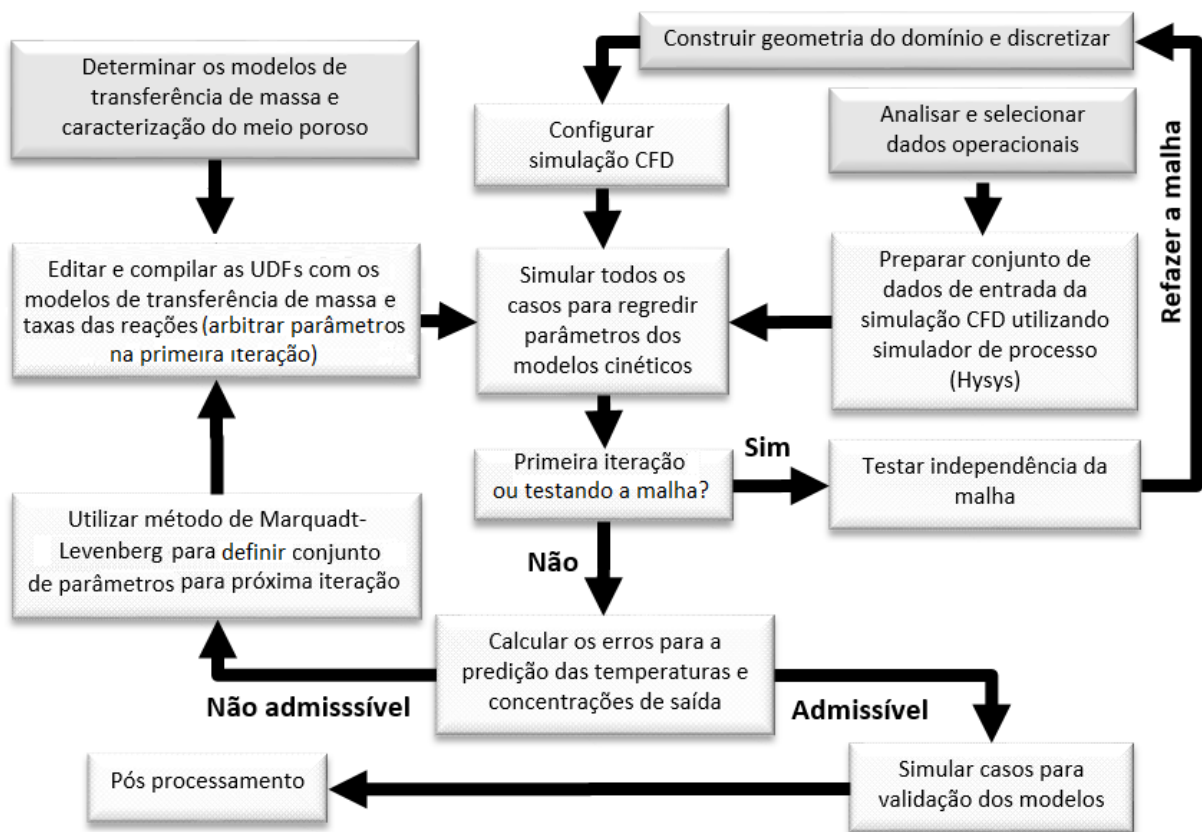 Construir geometria do domínio e discretizar
Determinar os modelos de
transferência de massa e
caracterização do meio poroso
Configurar
simulação CFD
Analisar e selecionar
dados operacionais
Refazer a malha
Editar e compilar as UDFs com os
modelos de transferência de massa e
taxas das reações (arbitrar parâmetros
na primeira iteração)
Simular todos os
casos para regredir
parâmetros dos
modelos cinéticos
Preparar conjunto de
dados de entrada da
simulação CFD utilizando
simulador de processo
(Hysys)
Primeira iteração
ou testando a malha?
Sim
Testar independência da
malha
Utilizar método de Marquadt-
Levenberg para definir conjunto
de parâmetros para próxima iteração
Não
Calcular os erros para a
predição das temperaturas e
concentrações de saída
Não admisssível
Admissível
Simular casos para
validação dos modelos
Pós processamento